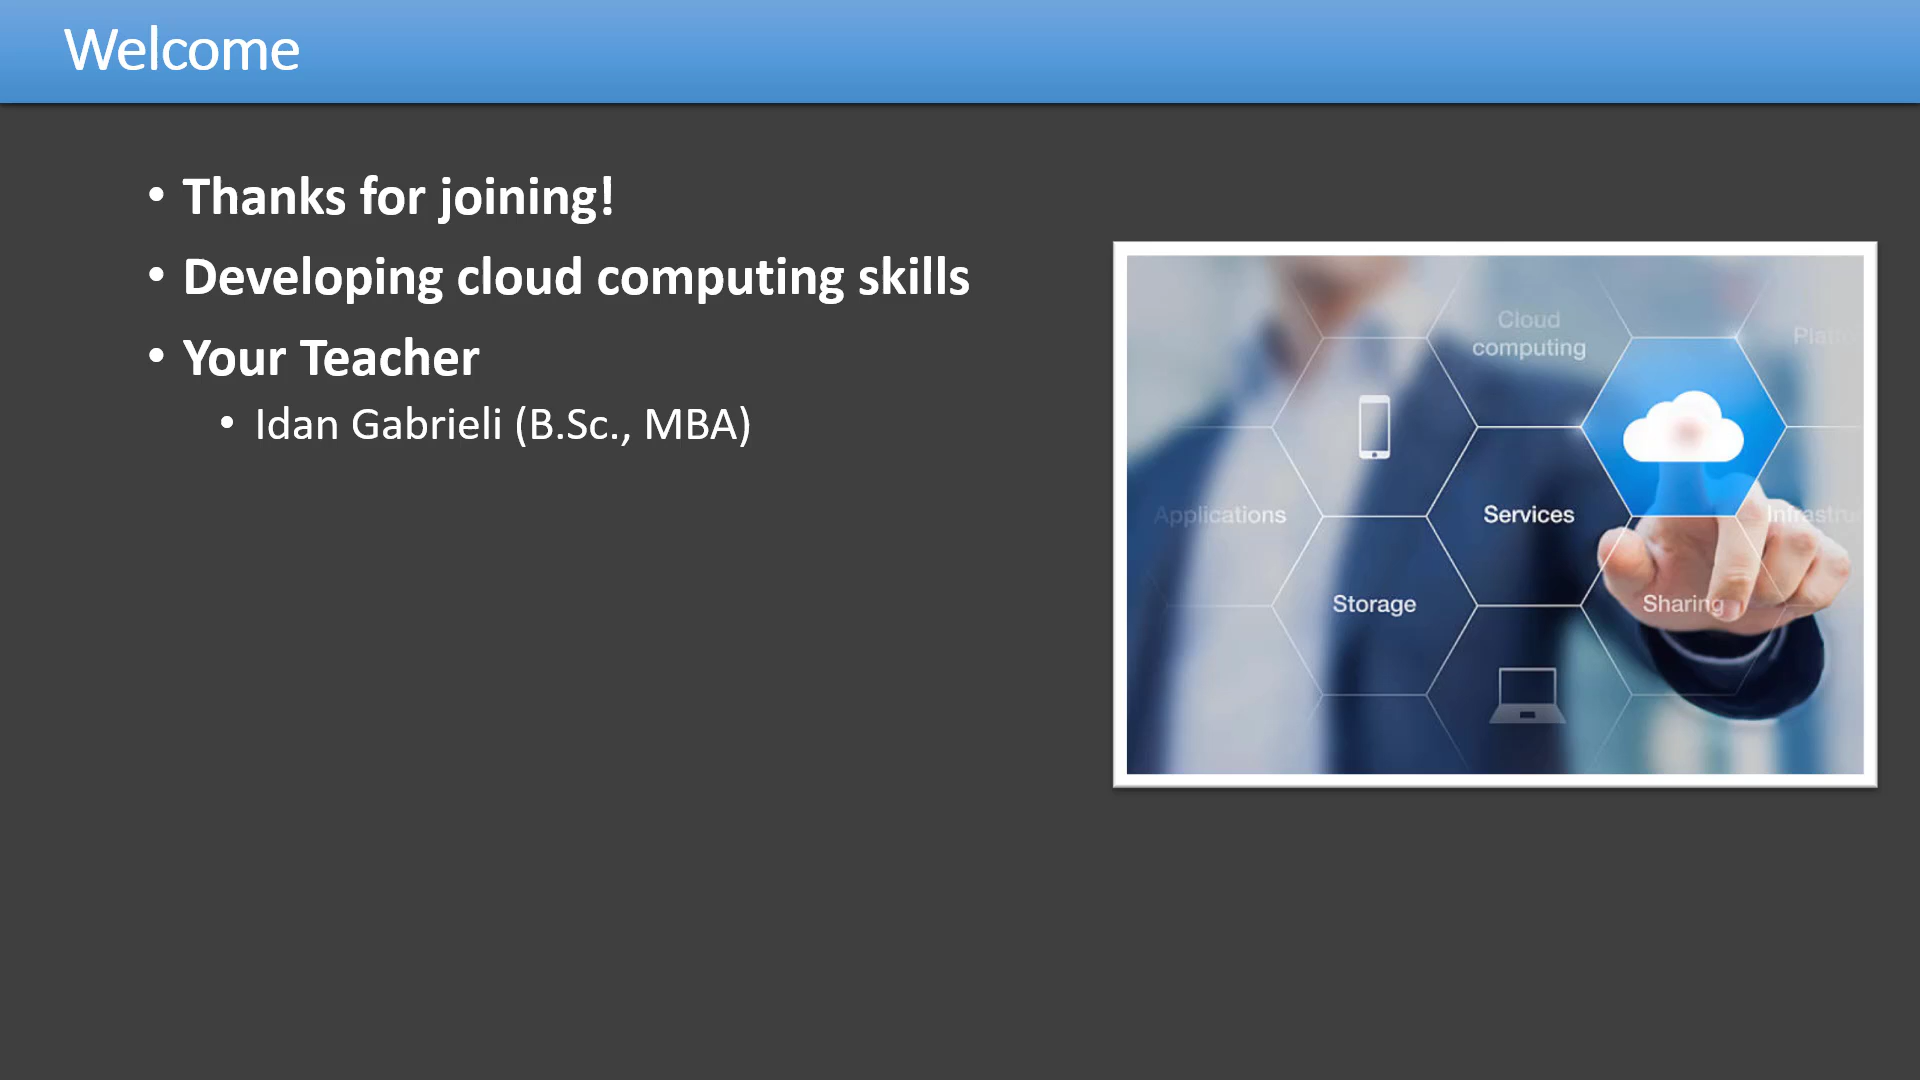 Welcome
• Thanks for joining!
• Developing cloud computing skills
• Your Teacher
• Idan Gabrieli (B.Sc., MBA)
Cloud
computing
Applications
Services
Storage
Sharing